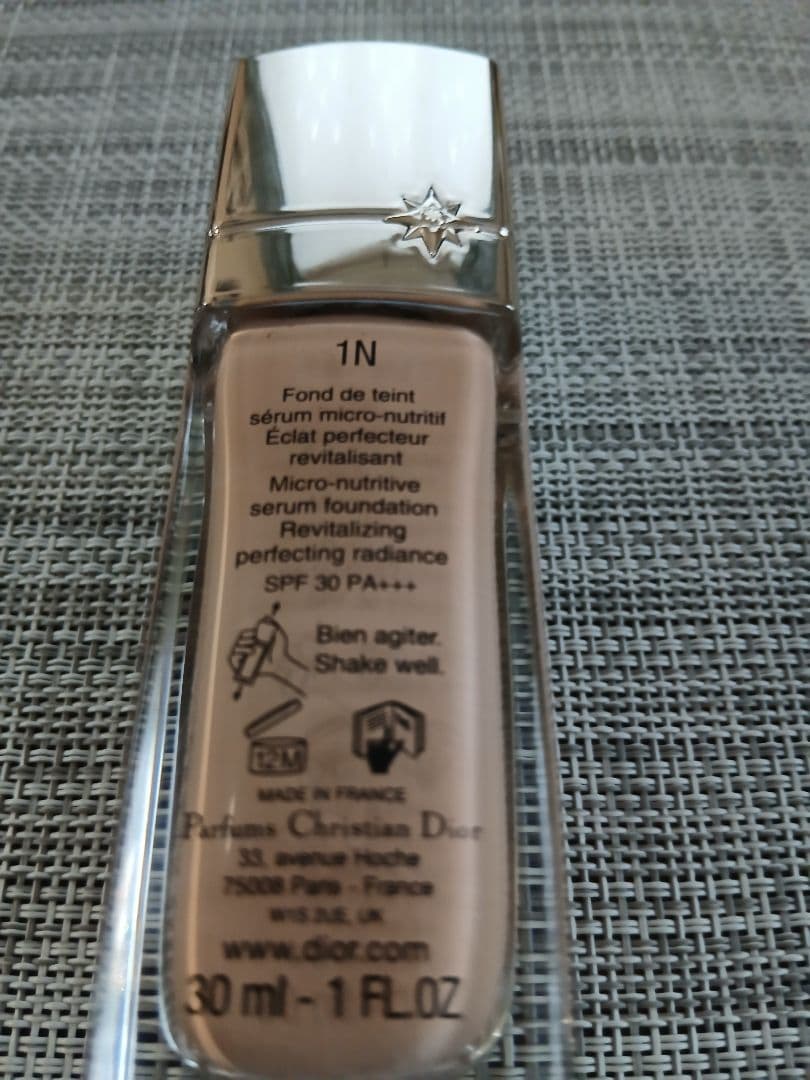 1N
Fond de teint
sérum micro-nutritif
Éclat perfecteur
revitalisant
Micro-nutritive
serum foundation
Revitalizing
perfecting radiance
SPF 30 PA+++
Bien agiter.
Shake well.
12M
MADE IN FRANCE
Parfums Christian Dior
33, avenue Hoche
75008 Paris - France
W1S 2UE, UK
www.dior.com
30 ml - 1 FL.OZ